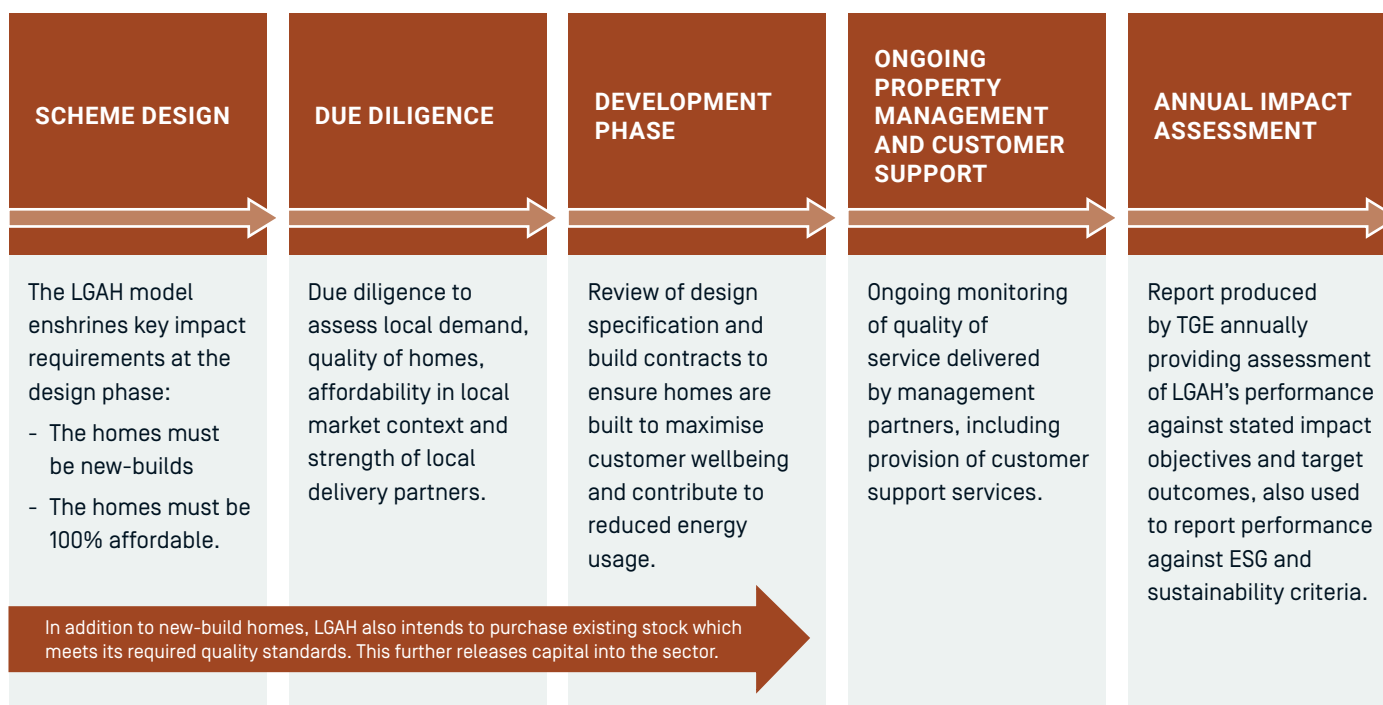 SCHEME DESIGN
The LGAH model
enshrines key impact
requirements at the
design phase:
- The homes must
be new-builds
- The homes must be
100% affordable.
DUE DILIGENCE
Due diligence to
assess local demand,
quality of homes,
affordability in local
market context and
strength of local
delivery partners.
DEVELOPMENT
PHASE
Review of design
specification and
build contracts to
ensure homes are
built to maximise
customer wellbeing
and contribute to
reduced energy
usage.
ONGOING
PROPERTY
MANAGEMENT
AND CUSTOMER
SUPPORT
Ongoing monitoring
of quality of
service delivered
by management
partners, including
provision of customer
support services.
ANNUAL IMPACT
ASSESSMENT
Report produced
by TGE annually
providing assessment
of LGAH’s performance
against stated impact
objectives and target
outcomes, also used
to report performance
against ESG and
sustainability criteria.
In addition to new-build homes, LGAH also intends to purchase existing stock which
meets its required quality standards. This further releases capital into the sector.